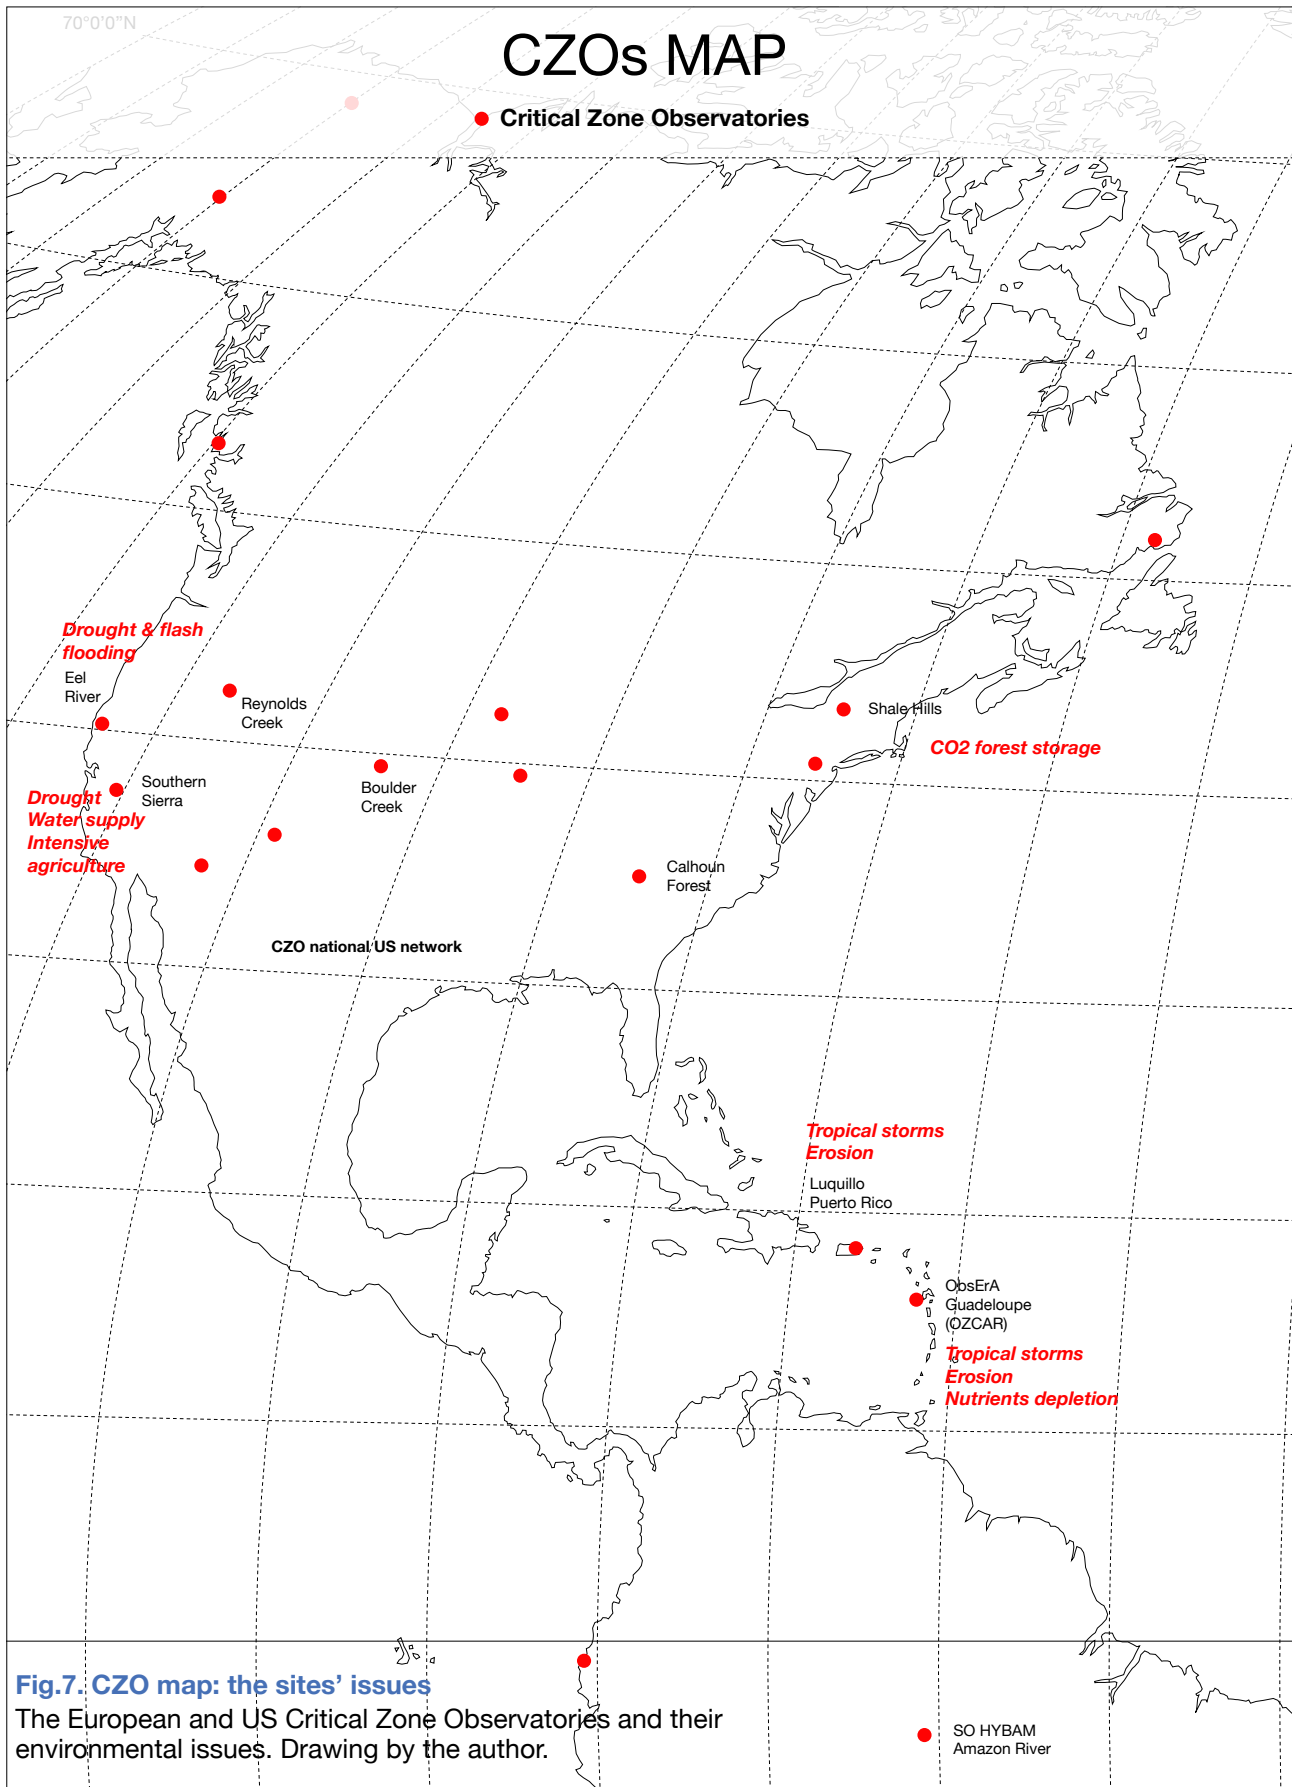 70°0'0"N
CZOs MAP
Critical Zone Observatories
Drought & flash
flooding
Eel
River
Reynolds
Creek
Shale Hills
CO2 forest storage
Southern
Sierra
Boulder
Creek
Drought
Water supply
Intensive
agriculture
Calhoun
Forest
CZO national US network
Tropical storms
Erosion
Luquillo
Puerto Rico
ObsErA
Guadeloupe
(OZCAR)
Tropical storms
Erosion
Nutrients depletion
Fig.7. CZO map: the sites’ issues
The European and US Critical Zone Observatories and their
environmental issues. Drawing by the author.
SO HYBAM
Amazon River